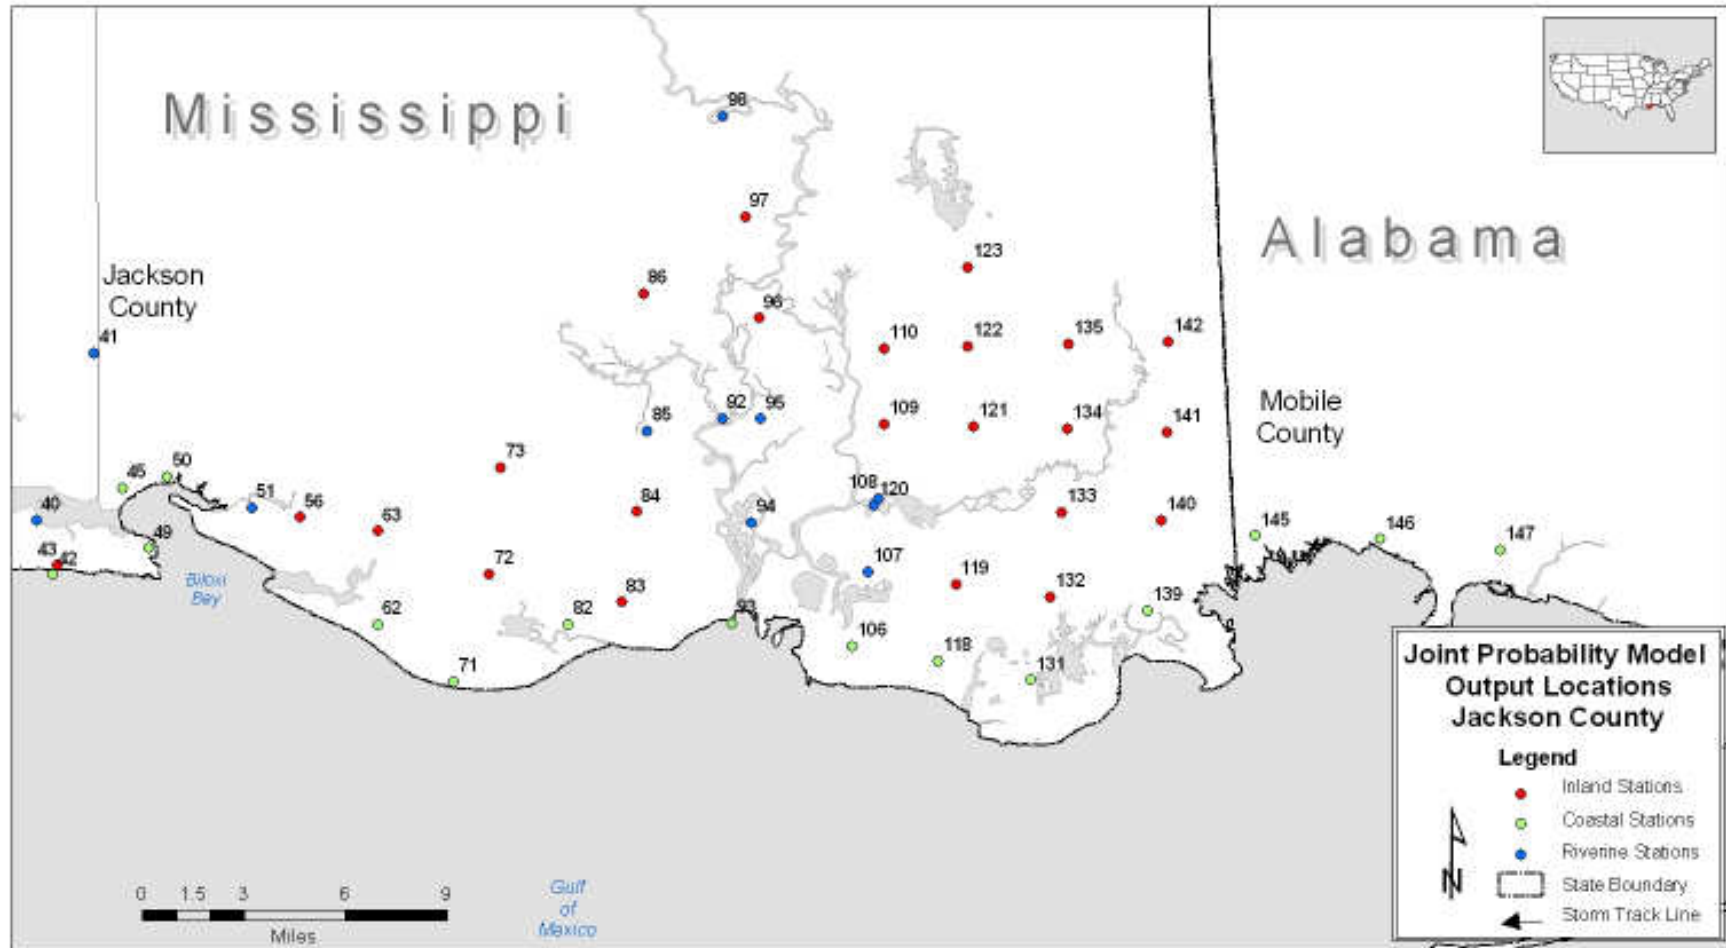 98
Mississippi
97
Alabama
123
Jackson
County
86
96
41
110
122
135
142
Mobile
County
92
95
85
109
121
134
141
73
50
45
51
56
63
84
94
108
120
133
140
40
145
146
147
49
43
42
72
83
107
119
132
139
Biloxi
Bay
62
82
93
106
118
131
71
Joint Probability Model
Output Locations
Jackson County
Legend
Inland Stations
Coastal Stations
Riverine Stations
State Boundary
Storm Track Line
N
0 1.5 3 6 9
Miles
Gulf
of
Mexico